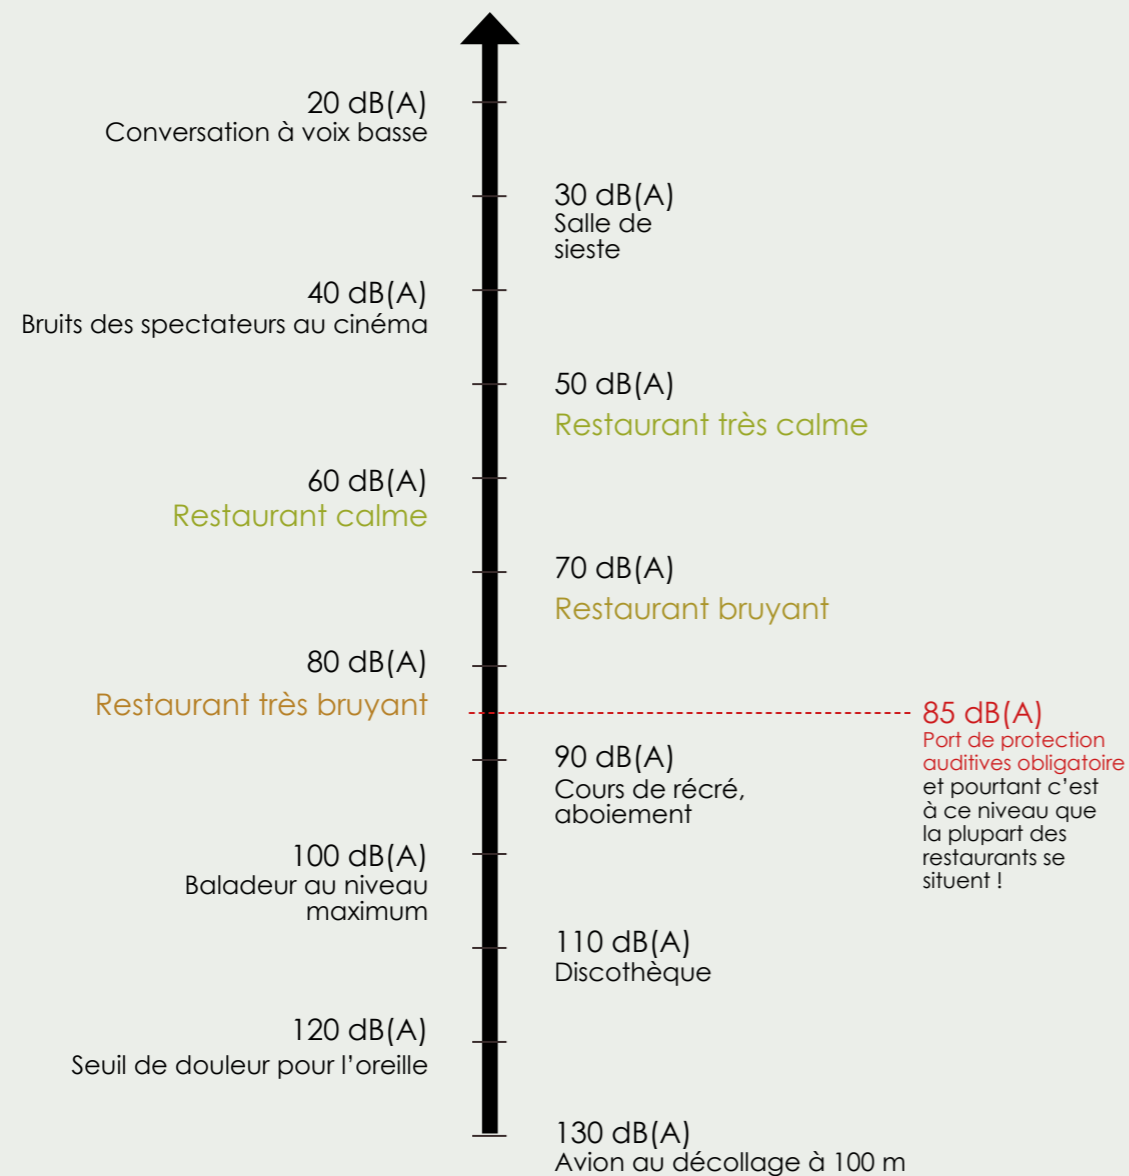 20 dB(A)
Conversation à voix basse
30 dB(A)
Salle de
sieste
40 dB(A)
Bruits des spectateurs au cinéma
50 dB(A)
Restaurant très calme
60 dB(A)
Restaurant calme
70 dB(A)
Restaurant bruyant
80 dB(A)
Restaurant très bruyant
85 dB(A)
Port de protection
auditives obligatoire
et pourtant c’est
à ce niveau que
la plupart des
restaurants se
situent !
90 dB(A)
Cours de récré,
aboiement
100 dB(A)
Baladeur au niveau
maximum
110 dB(A)
Discothèque
120 dB(A)
Seuil de douleur pour l’oreille
130 dB(A)
Avion au décollage à 100 m